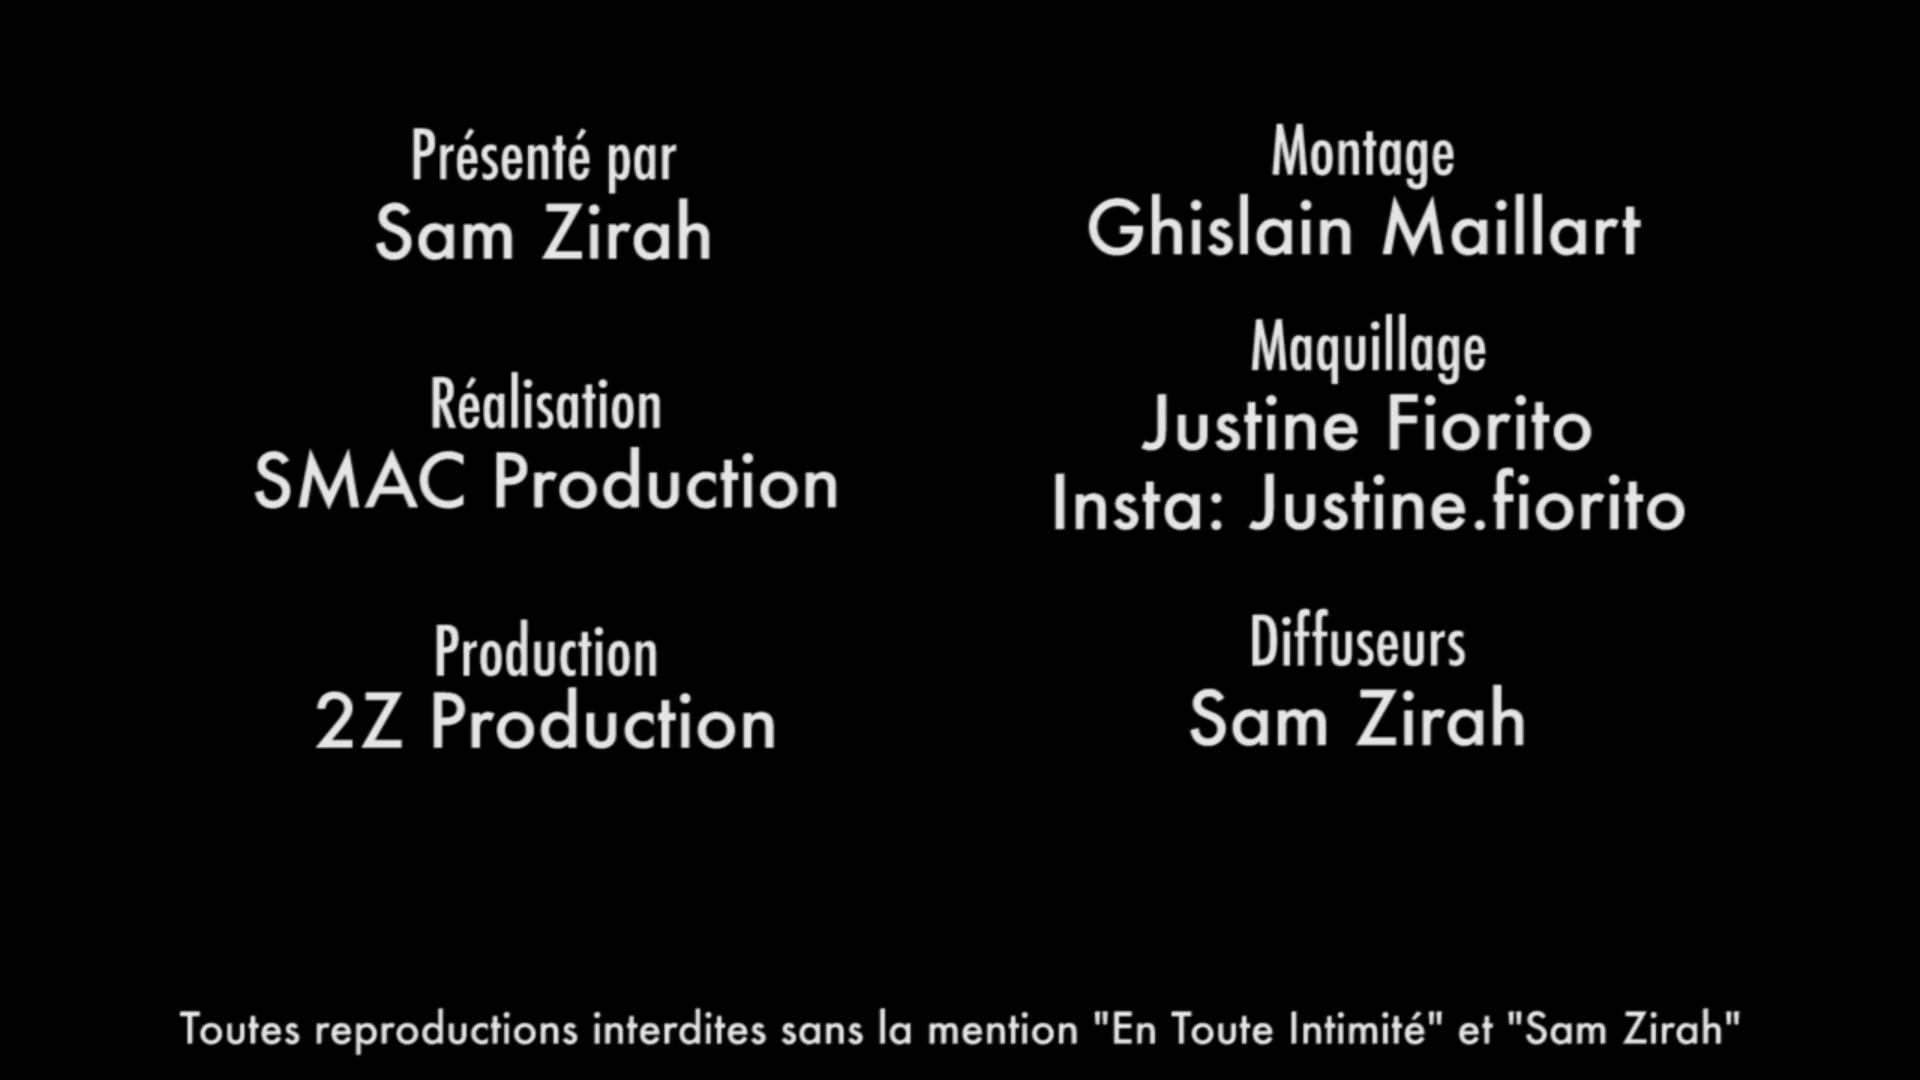 Présenté par
Sam Zirah
Réalisation
SMAC Production
Production
2Z Production
Montage
Ghislain Maillart
Maquillage
Justine Fiorito
Insta: Justine.fiorito
Diffuseurs
Sam Zirah
Toutes reproductions interdites sans la mention "En Toute Intimité" et "Sam Zirah"